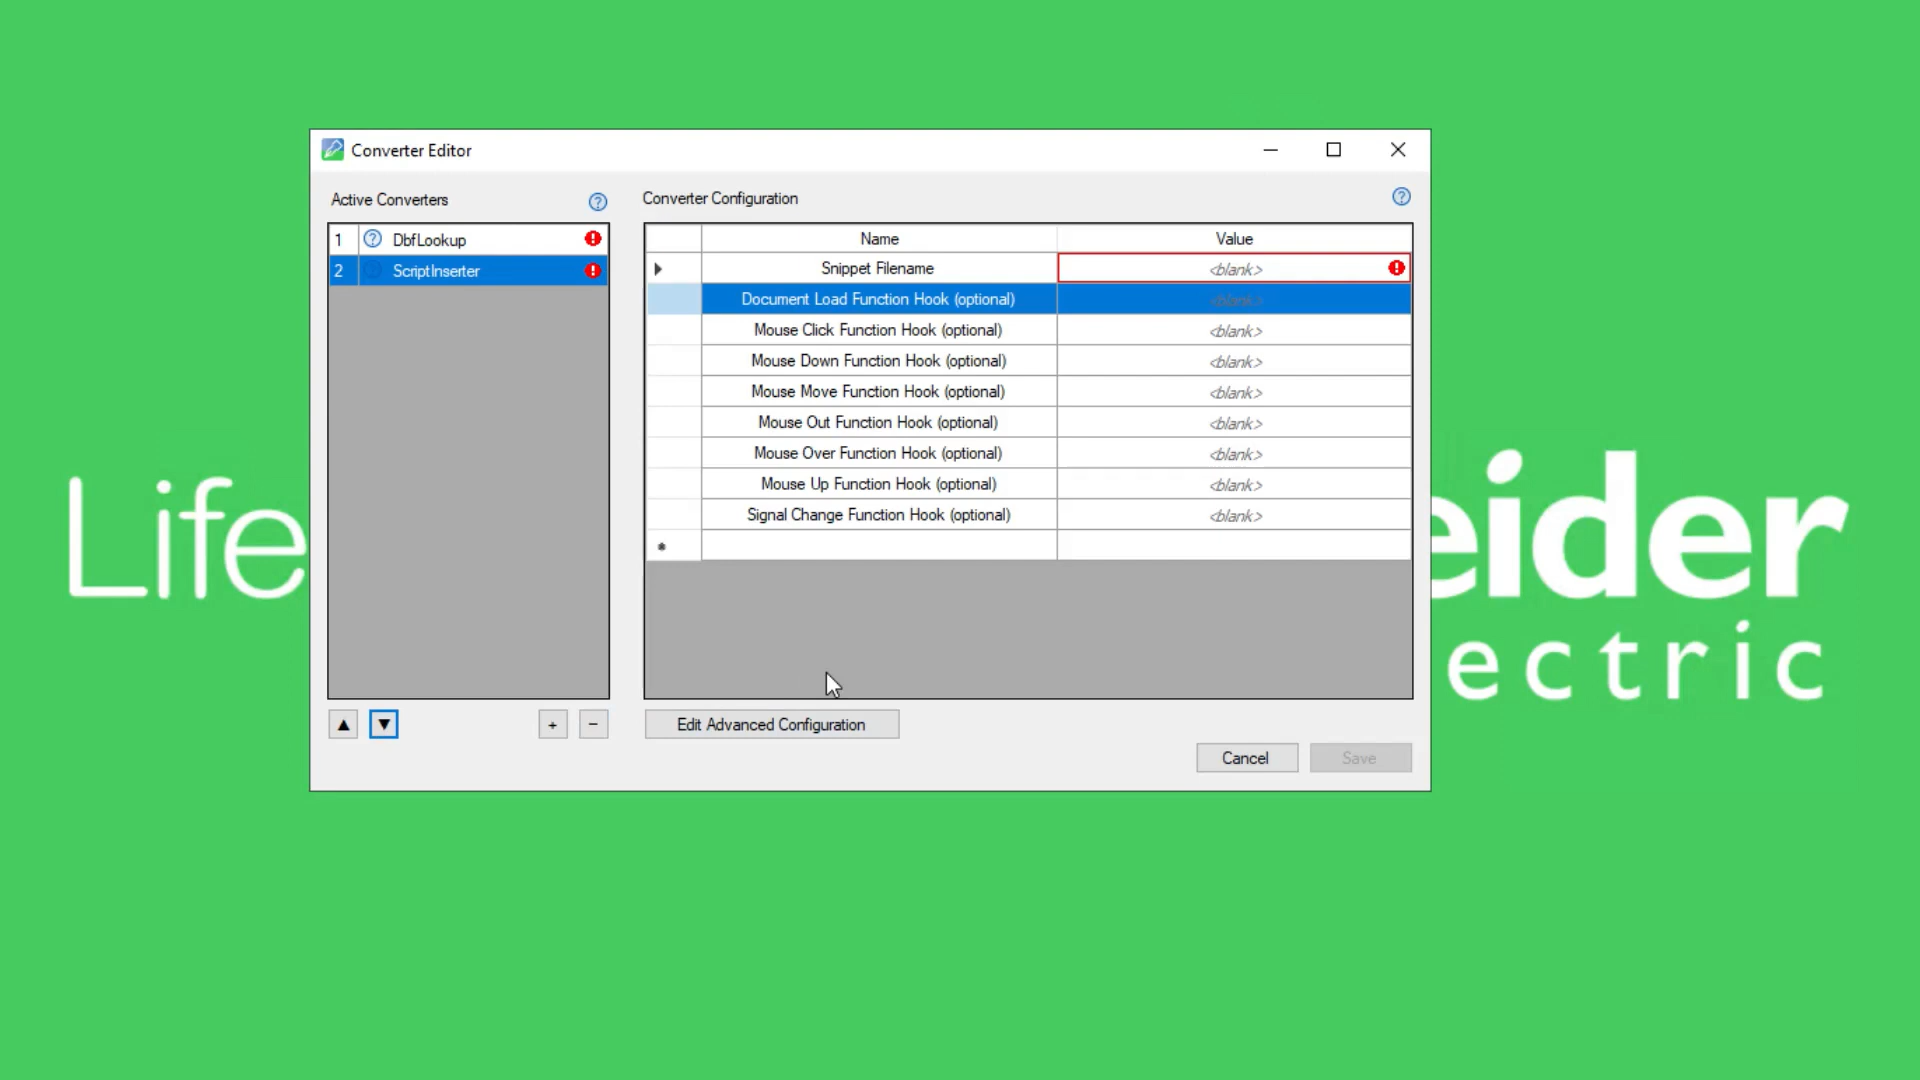 Converter Editor
Active Converters
Converter Configuration
1 DbfLookup
2 ScriptInserter
Name Value
Snippet Filename <blank>
Document Load Function Hook (optional) <blank>
Mouse Click Function Hook (optional) <blank>
Mouse Down Function Hook (optional) <blank>
Mouse Move Function Hook (optional) <blank>
Mouse Out Function Hook (optional) <blank>
Mouse Over Function Hook (optional) <blank>
Mouse Up Function Hook (optional) <blank>
Signal Change Function Hook (optional) <blank>
+ −
Edit Advanced Configuration
Cancel Save
Life
eider
ectric